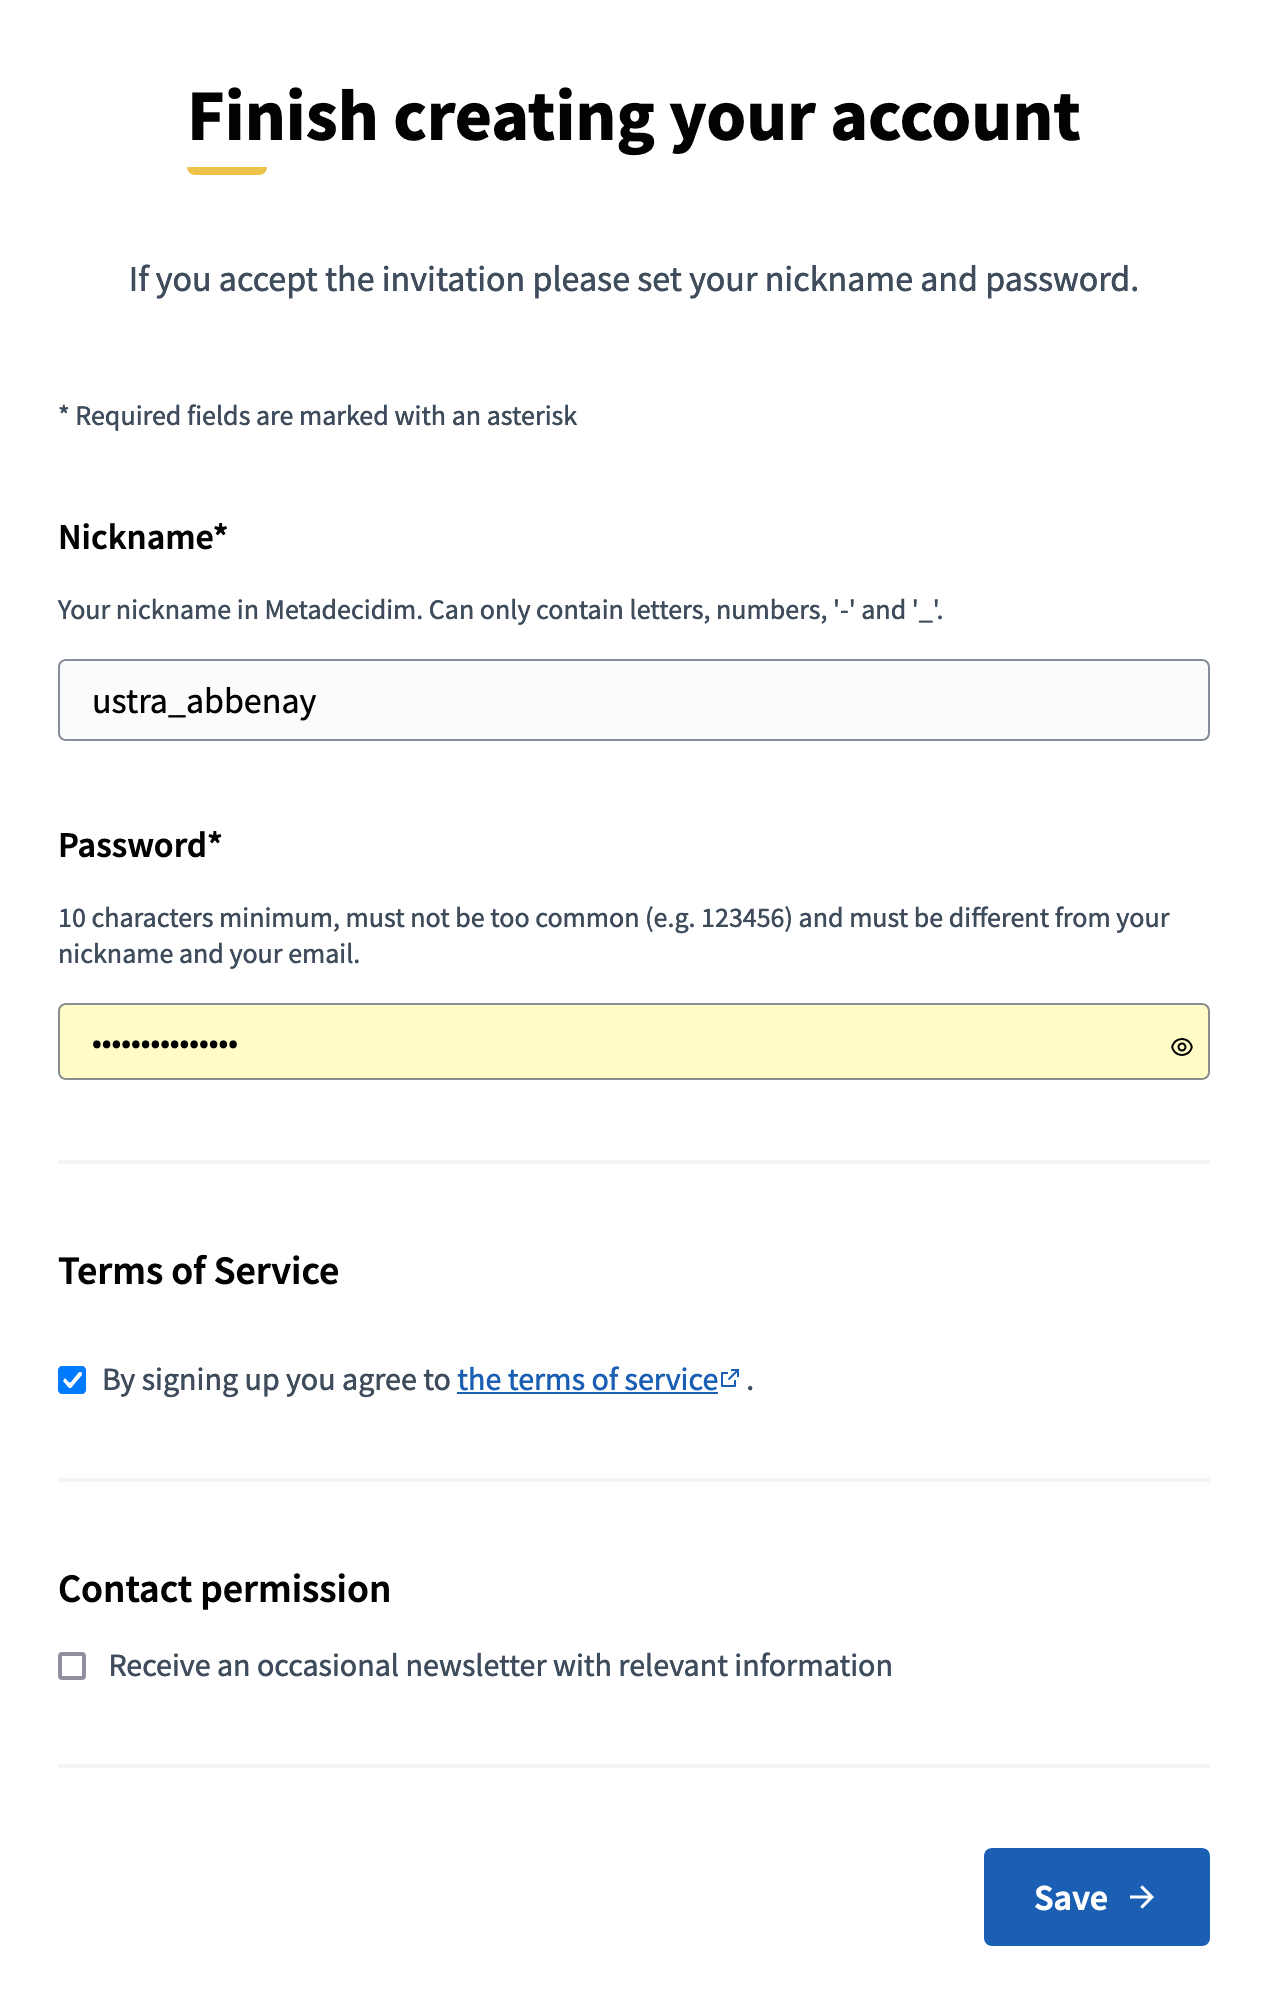 Finish creating your account
If you accept the invitation please set your nickname and password.
* Required fields are marked with an asterisk
Nickname*
Your nickname in Metadecidim. Can only contain letters, numbers, '-' and '_'.
ustra_abbenay
Password*
10 characters minimum, must not be too common (e.g. 123456) and must be different from your
nickname and your email.
•••••••••••••••
Terms of Service
By signing up you agree to the terms of service .
Contact permission
Receive an occasional newsletter with relevant information
Save →